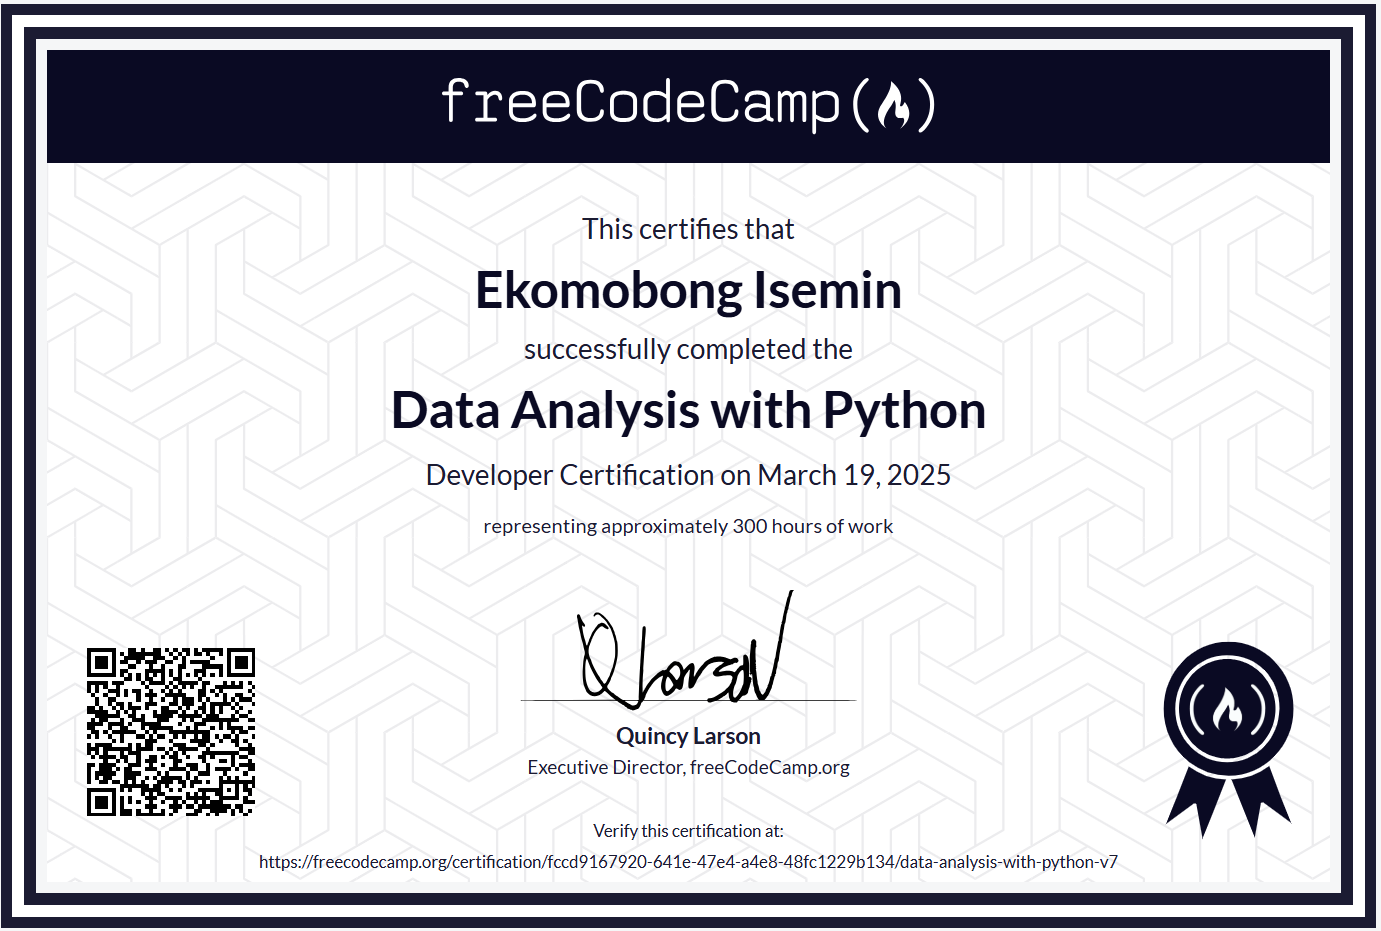 freeCodeCamp
This certifies that
Ekomobong Isemin
successfully completed the
Data Analysis with Python
Developer Certification on March 19, 2025
representing approximately 300 hours of work
Quincy Larson
Executive Director, freeCodeCamp.org
Verify this certification at:
https://freecodecamp.org/certification/fccd9167920-641e-47e4-a4e8-48fc1229b134/data-analysis-with-python-v7